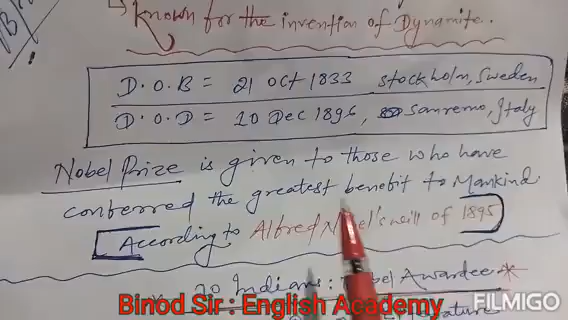 Known for the invention of Dynamite.
D.O.B = 21 Oct 1833 Stockholm, Sweden
D.O.D = 10 Dec 1896, Sanremo, Italy
Nobel Prize is given to those who have
conferred the greatest benefit to Mankind.
According to Alfred Nobel's will of 1895
Indians: Awardee *
Binod Sir : English Academy
FILMIGO